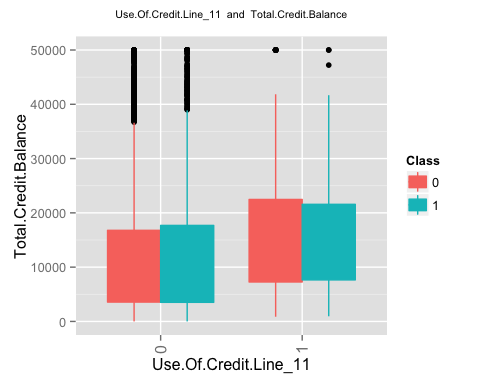 Use.Of.Credit.Line_11 and Total.Credit.Balance
50000
40000
30000
20000
10000
0
Total.Credit.Balance
0
1
Use.Of.Credit.Line_11
Class
0
1